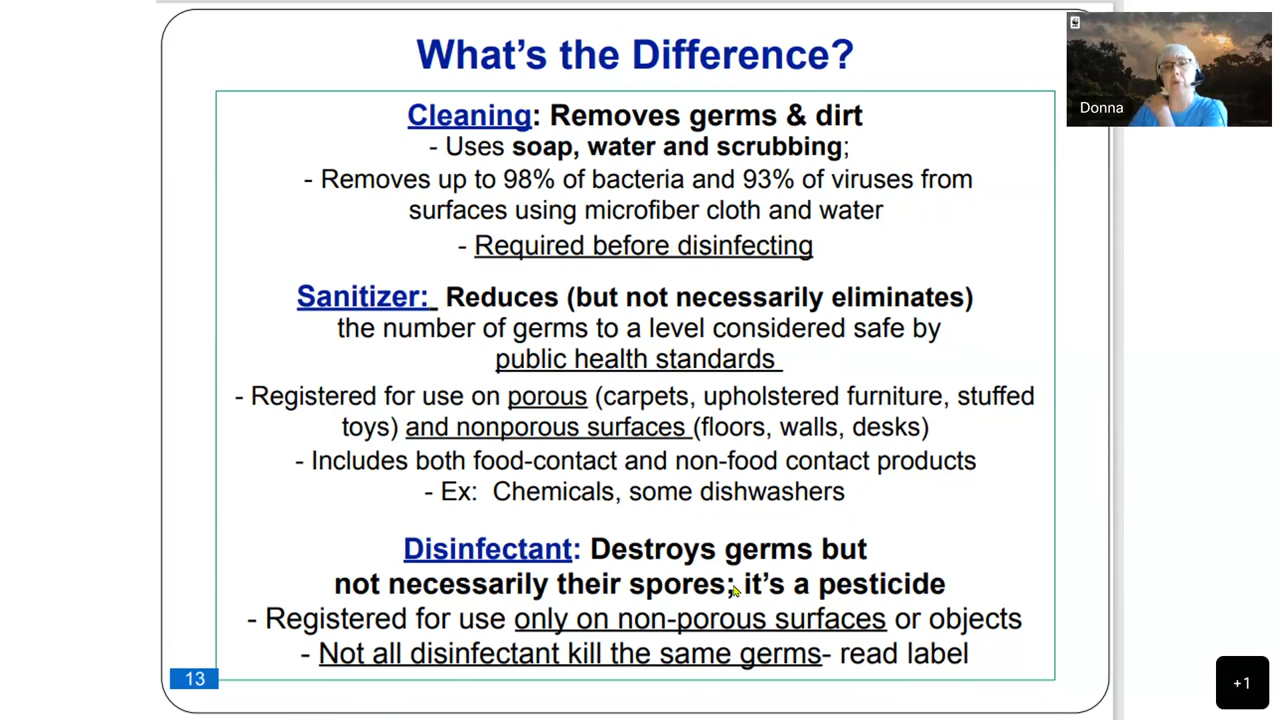 What's the Difference?
Cleaning: Removes germs & dirt
- Uses soap, water and scrubbing;
- Removes up to 98% of bacteria and 93% of viruses from
surfaces using microfiber cloth and water
- Required before disinfecting
Sanitizer: Reduces (but not necessarily eliminates)
the number of germs to a level considered safe by
public health standards
- Registered for use on porous (carpets, upholstered furniture, stuffed
toys) and nonporous surfaces (floors, walls, desks)
- Includes both food-contact and non-food contact products
- Ex: Chemicals, some dishwashers
Disinfectant: Destroys germs but
not necessarily their spores; it's a pesticide
- Registered for use only on non-porous surfaces or objects
- Not all disinfectant kill the same germs- read label
13
Donna
+1